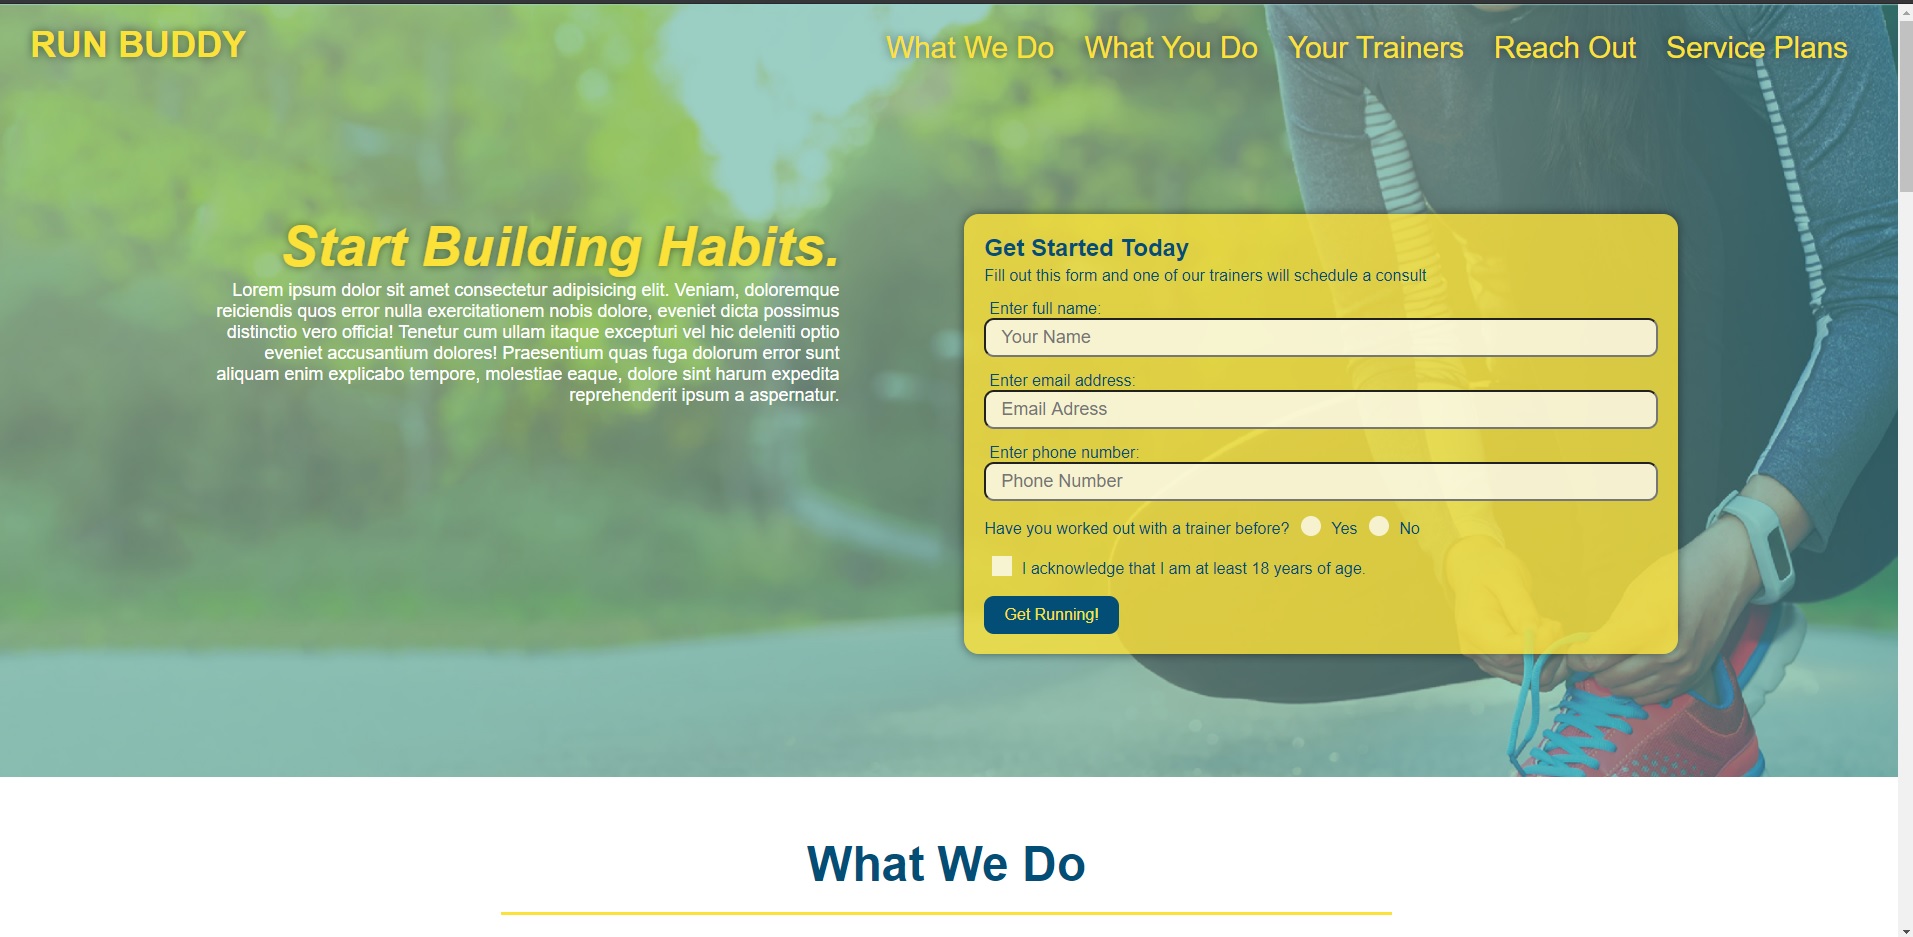 RUN BUDDY
What We Do What You Do Your Trainers Reach Out Service Plans
Start Building Habits.
Lorem ipsum dolor sit amet consectetur adipisicing elit. Veniam, doloremque
reiciendis quos error nulla exercitationem nobis dolore, eveniet dicta possimus
distinctio vero officia! Tenetur cum ullam itaque excepturi vel hic deleniti optio
eveniet accusantium dolores! Praesentium quas fuga dolorum error sunt
aliquam enim explicabo tempore, molestiae eaque, dolore sint harum expedita
reprehenderit ipsum a aspernatur.
Get Started Today
Fill out this form and one of our trainers will schedule a consult
Enter full name:
Your Name
Enter email address:
Email Adress
Enter phone number:
Phone Number
Have you worked out with a trainer before? Yes No
I acknowledge that I am at least 18 years of age.
Get Running!
What We Do